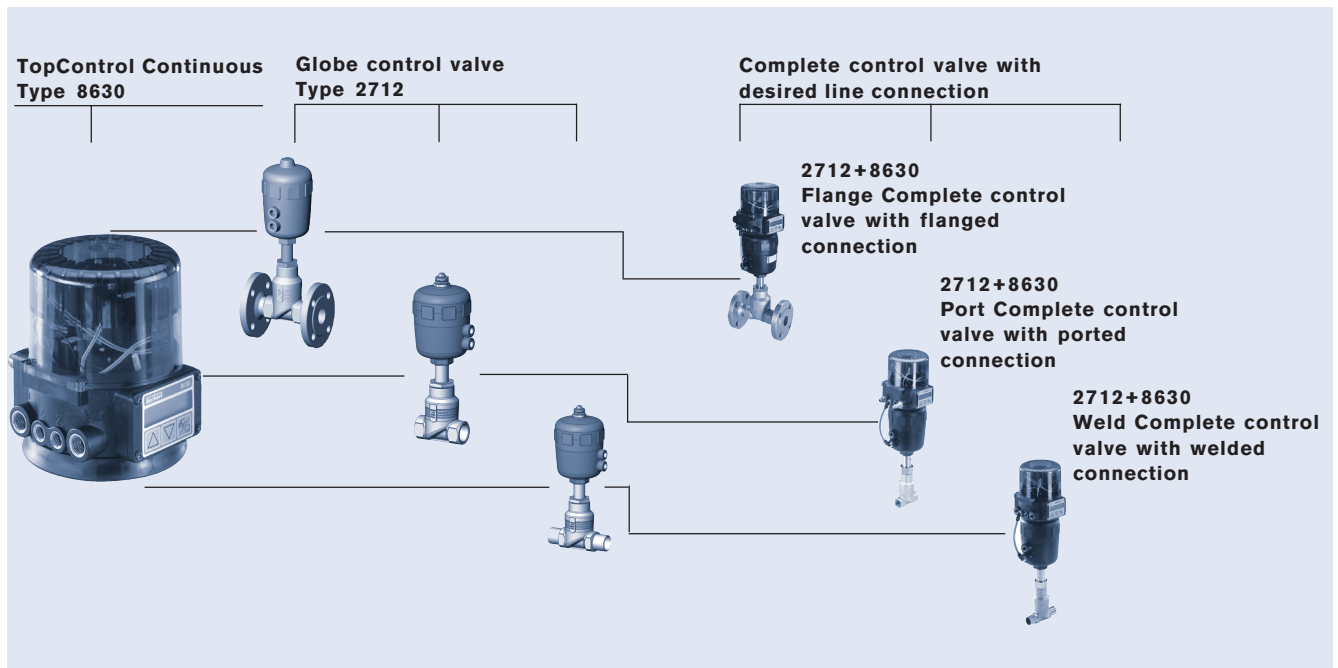 TopControl Continuous
Type 8630
Globe control valve
Type 2712
Complete control valve with
desired line connection
2712+8630
Flange Complete control
valve with flanged
connection
2712+8630
Port Complete control
valve with ported
connection
2712+8630
Weld Complete control
valve with welded
connection